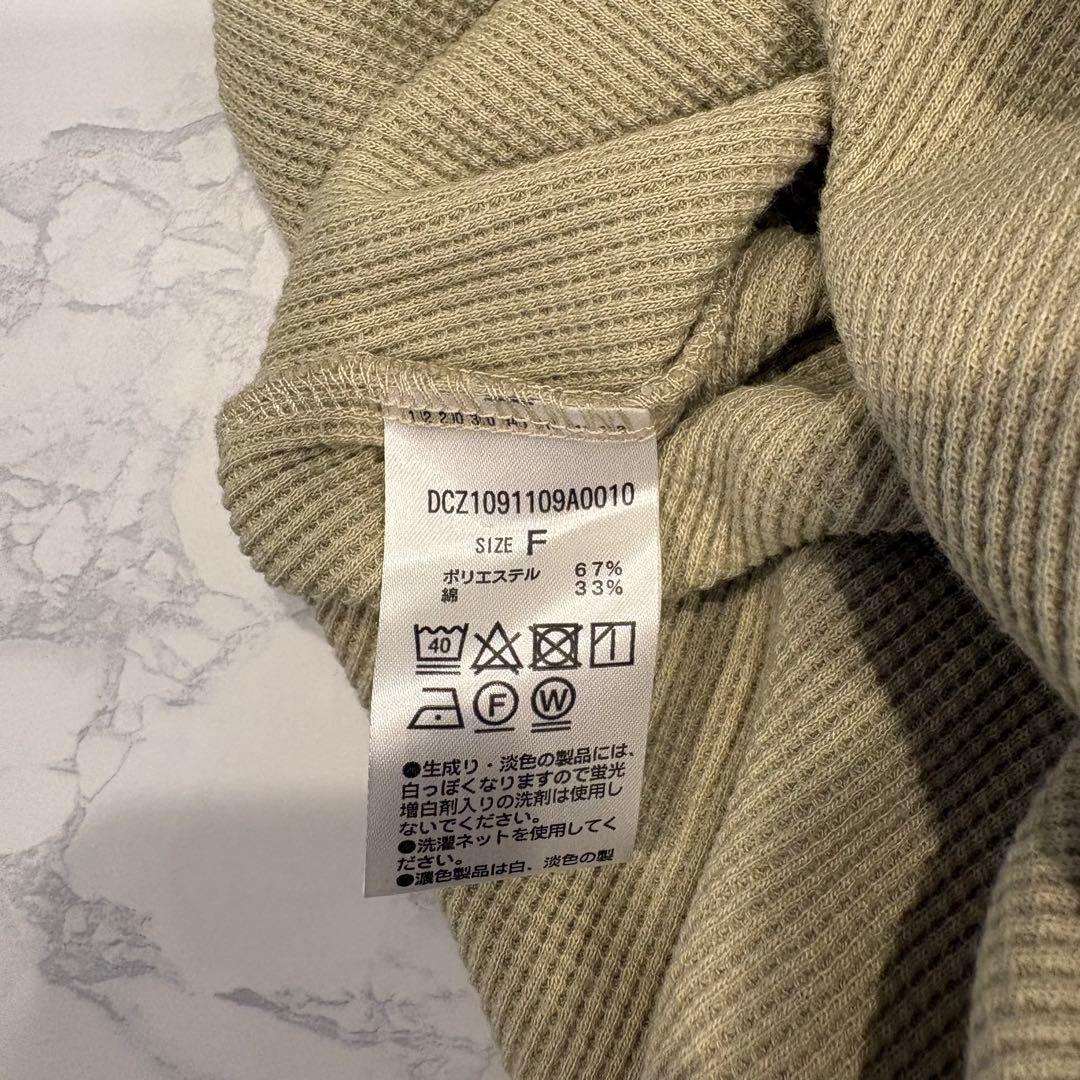 DCZ1091109A0010
SIZE F
ポリエステル 67%
綿 33%
40
F W
●生成り・淡色の製品には、
白っぽくなりますので蛍光
増白剤入りの洗剤は使用し
ないでください。
●洗濯ネットを使用してく
ださい。
●濃色製品は白、淡色の製